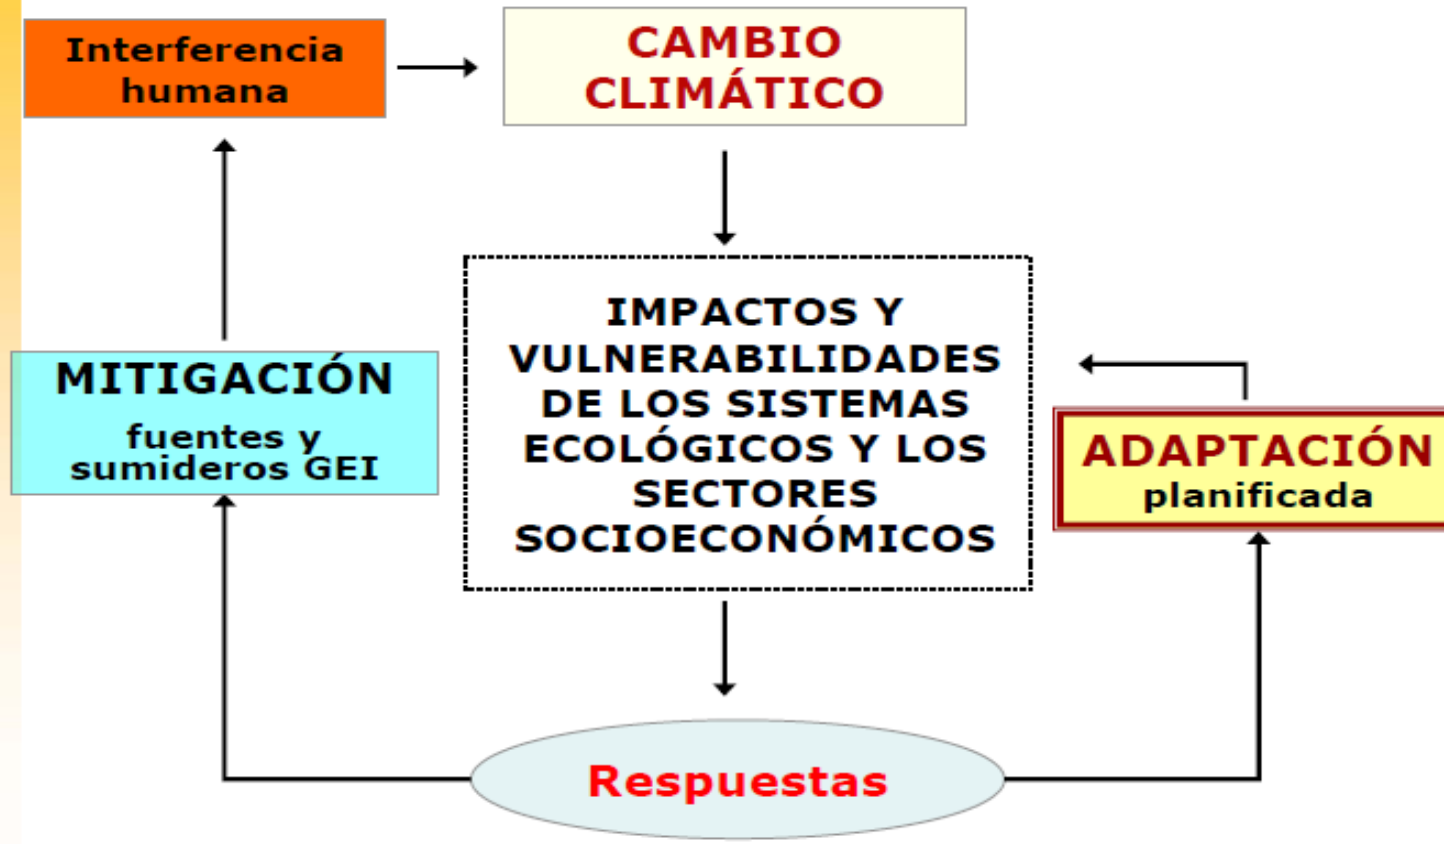 Interferencia
humana
CAMBIO
CLIMÁTICO
IMPACTOS Y
VULNERABILIDADES
DE LOS SISTEMAS
ECOLÓGICOS Y LOS
SECTORES
SOCIOECONÓMICOS
MITIGACIÓN
fuentes y
sumideros GEI
ADAPTACIÓN
planificada
Respuestas